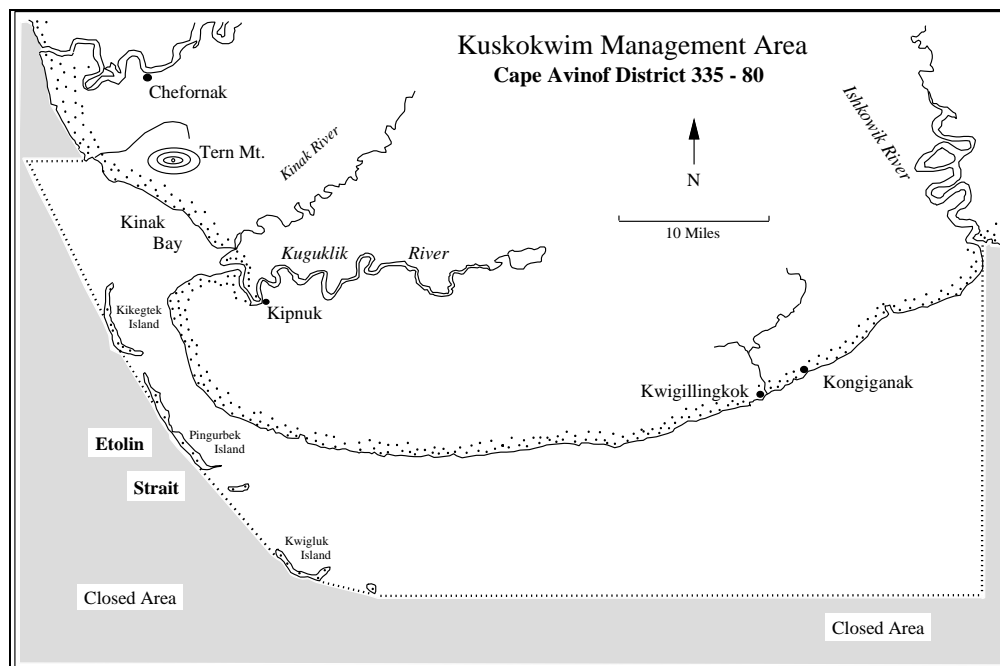 Kuskokwim Management Area
Cape Avinof District 335 - 80
Chefornak
Tern Mt.
Kinak River
Ishkowik River
N
10 Miles
Kinak
Bay
Kuguklik River
Kipnuk
Kikegtek
Island
Kwigillingkok
Kongiganak
Etolin
Pingurbek
Island
Strait
Kwigluk
Island
Closed Area
Closed Area